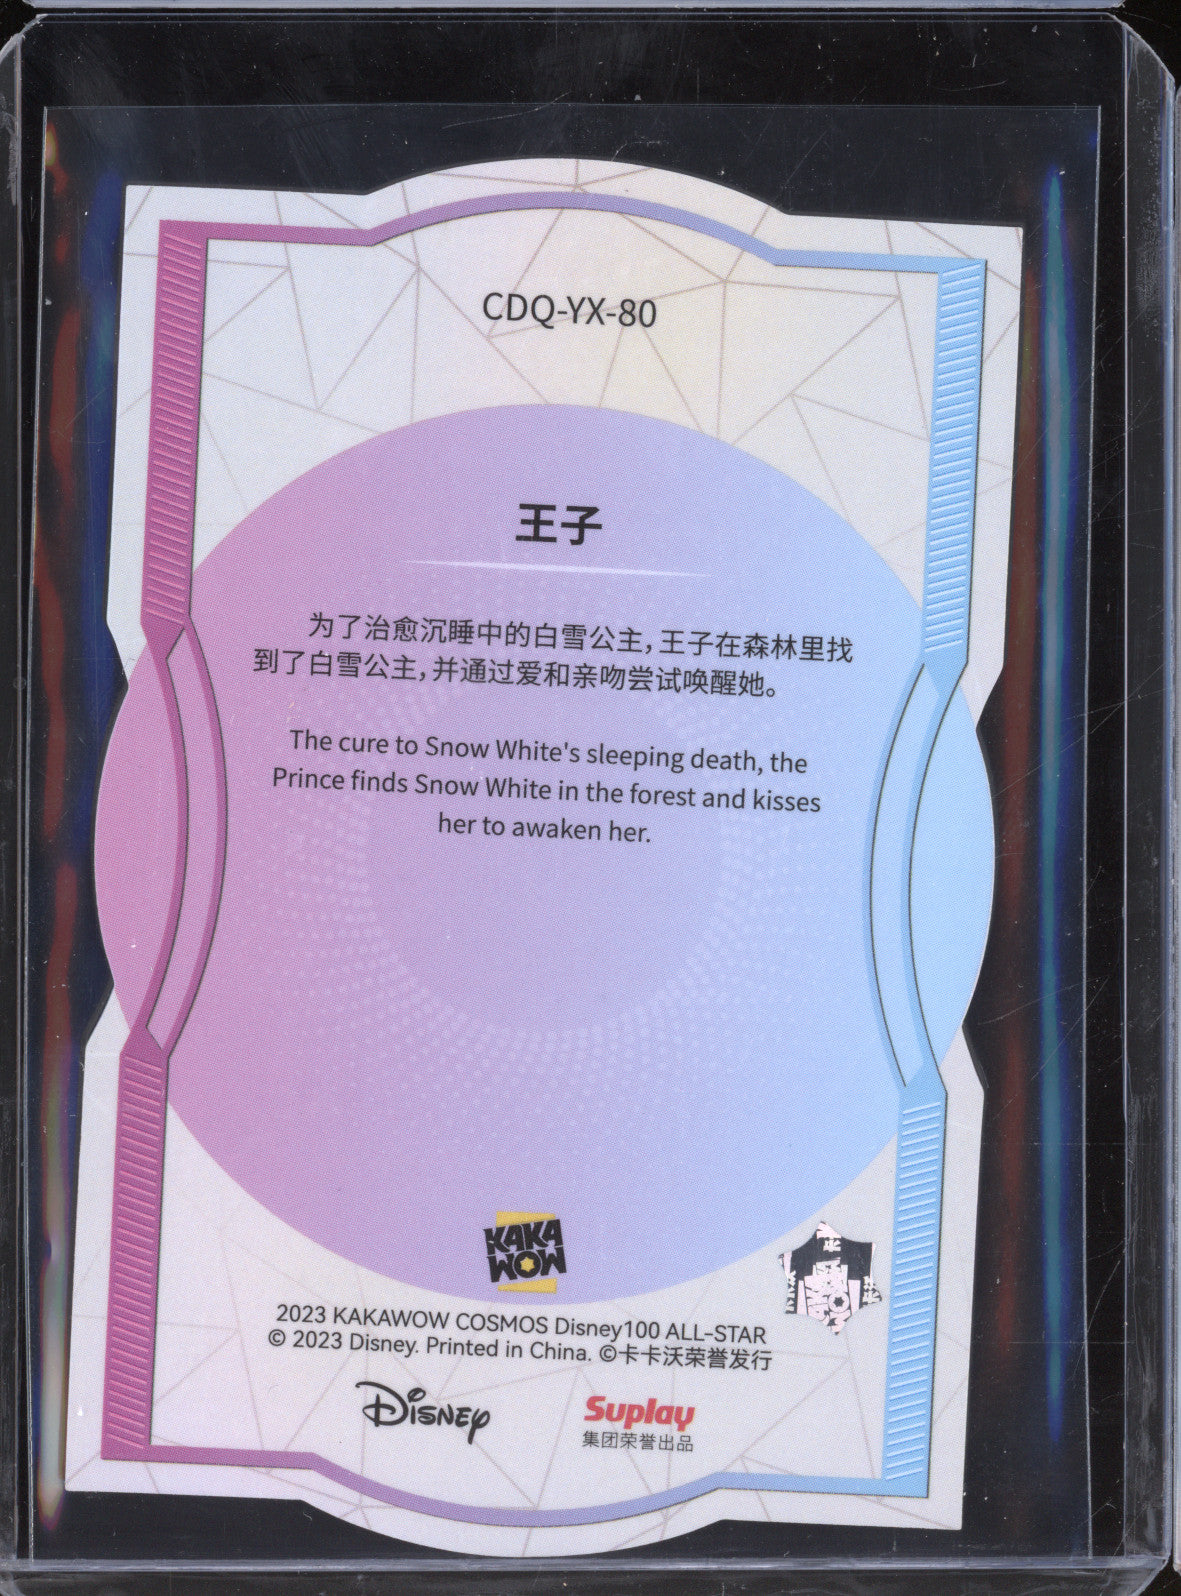 CDQ-YX-80
王子
为了治愈沉睡中的白雪公主,王子在森林里找
到了白雪公主,并通过爱和亲吻尝试唤醒她。
The cure to Snow White's sleeping death, the
Prince finds Snow White in the forest and kisses
her to awaken her.
KAKA
WOW
2023 KAKAWOW COSMOS Disney100 ALL-STAR
© 2023 Disney. Printed in China. ©卡卡沃荣誉发行
Disney
Suplay
集团荣誉出品